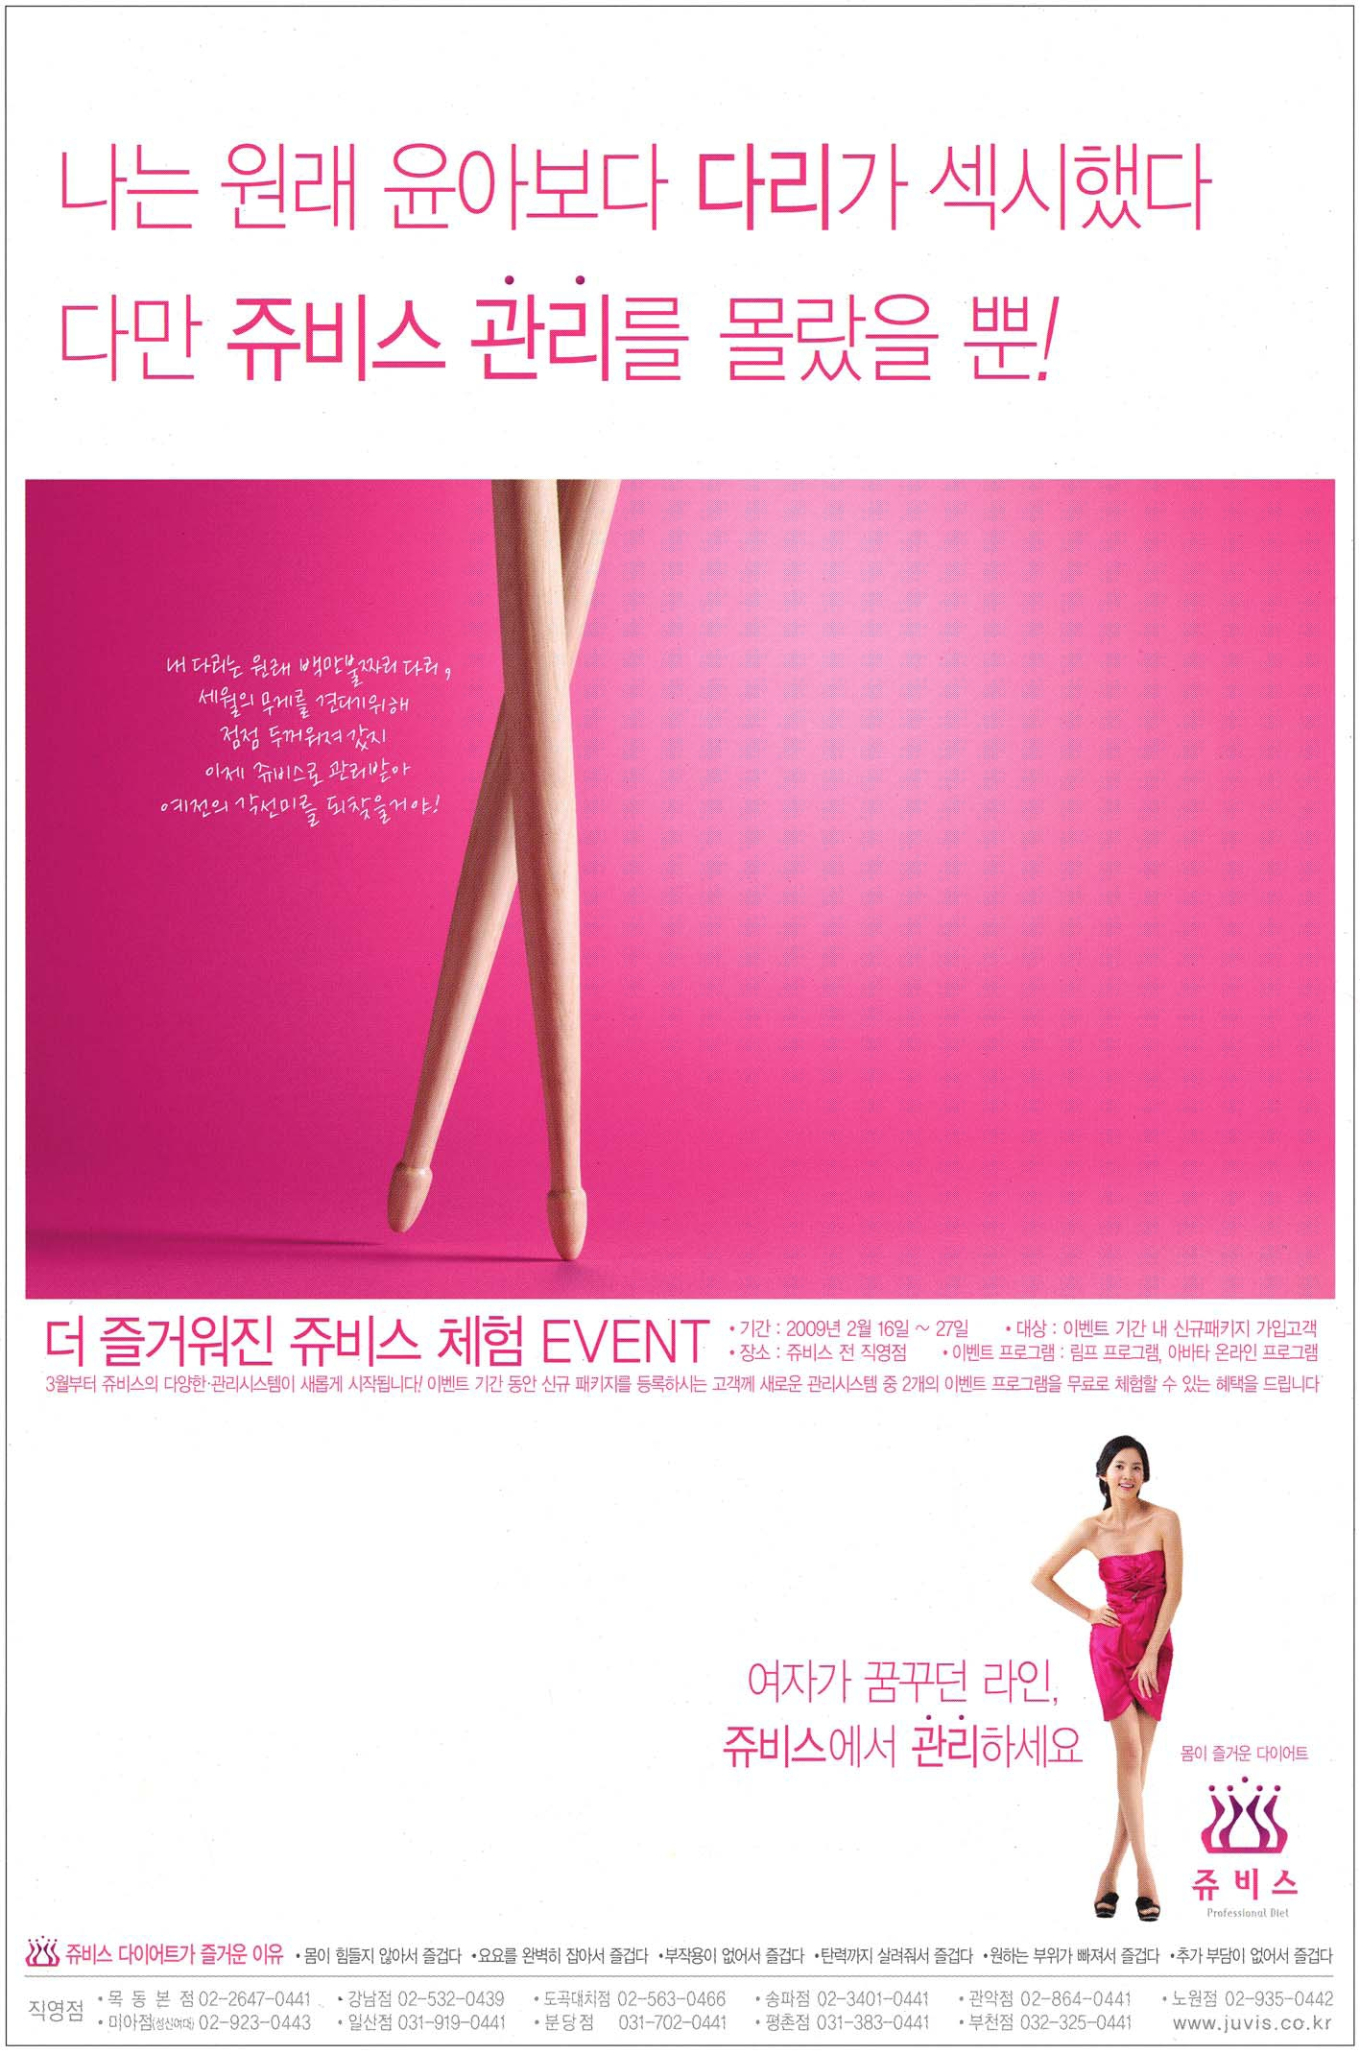 나는 원래 윤아보다 다리가 섹시했다
다만 쥬비스 관리를 몰랐을 뿐!
내 다리는 원래 백만불짜리 다리,
세월의 무게를 견디기위해
점점 두꺼워져 갔지
이제 쥬비스로 관리받아
예전의 각선미를 되찾을거야!
더 즐거워진 쥬비스 체험 EVENT
• 기간 : 2009년 2월 16일 ~ 27일 • 대상 : 이벤트 기간 내 신규패키지 가입고객
• 장소 : 쥬비스 전 직영점 • 이벤트 프로그램 : 림프 프로그램, 아바타 온라인 프로그램
3월부터 쥬비스의 다양한·관리시스템이 새롭게 시작됩니다! 이벤트 기간 동안 신규 패키지를 등록하시는 고객께 새로운 관리시스템 중 2개의 이벤트 프로그램을 무료로 체험할 수 있는 혜택을 드립니다
여자가 꿈꾸던 라인,
쥬비스에서 관리하세요
몸이 즐거운 다이어트
쥬비스
Professional Diet
쥬비스 다이어트가 즐거운 이유 • 몸이 힘들지 않아서 즐겁다 • 요요를 완벽히 잡아서 즐겁다 • 부작용이 없어서 즐겁다 • 탄력까지 살려줘서 즐겁다 • 원하는 부위가 빠져서 즐겁다 • 추가 부담이 없어서 즐겁다
직영점
• 목동본점 02-2647-0441 • 강남점 02-532-0439 • 도곡대치점 02-563-0466 • 송파점 02-3401-0441 • 관악점 02-864-0441 • 노원점 02-935-0442
• 미아점(성신여대) 02-923-0443 • 일산점 031-919-0441 • 분당점 031-702-0441 • 평촌점 031-383-0441 • 부천점 032-325-0441 www.juvis.co.kr